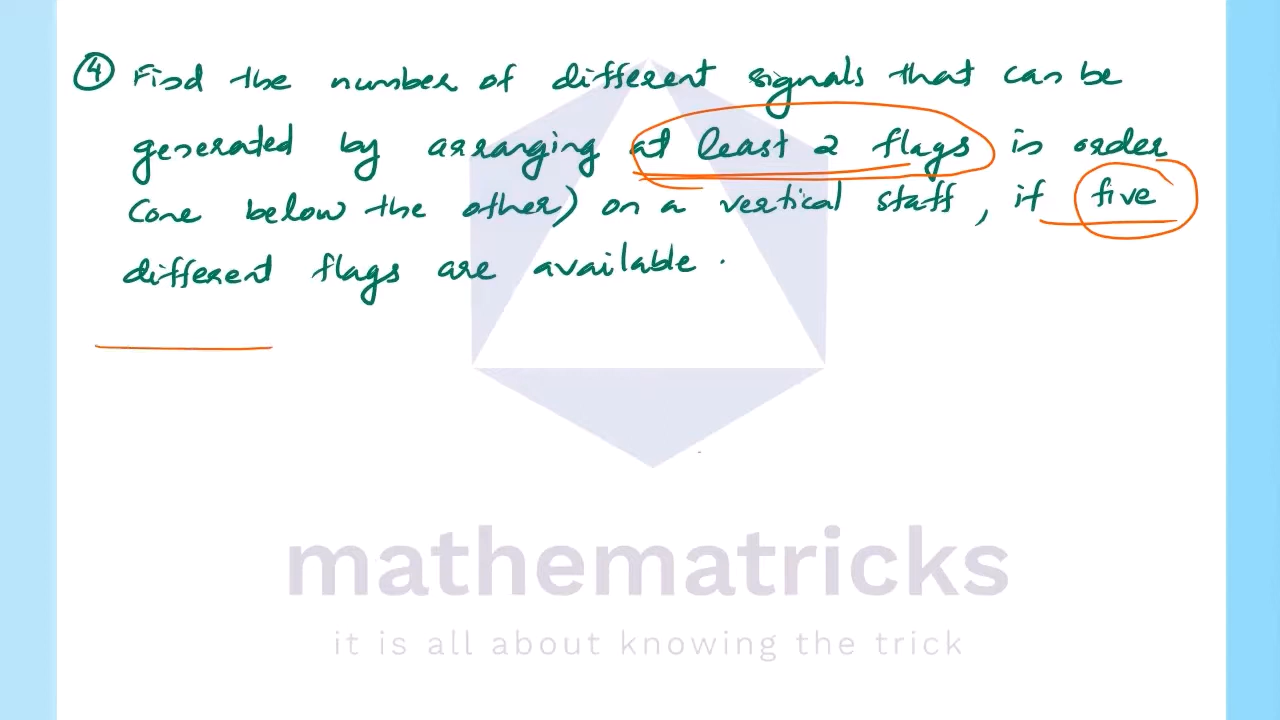 ④ Find the number of different signals that can be
generated by arranging at least 2 flags in order
(one below the other) on a vertical staff, if five
different flags are available.
mathematricks
it is all about knowing the trick